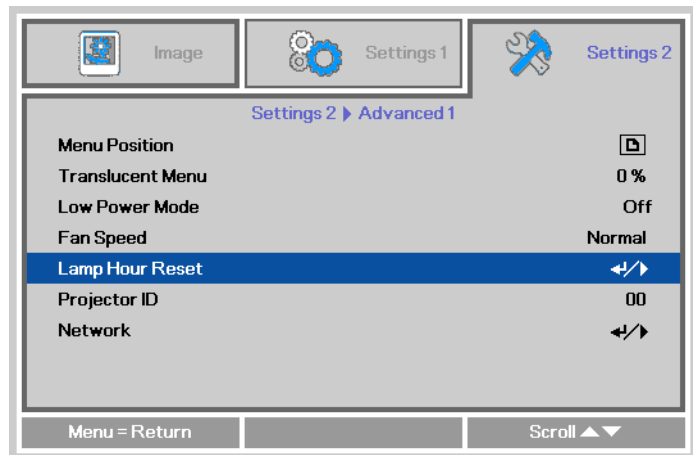 Image Settings 1 Settings 2
Settings 2 Advanced 1
Menu Position
Translucent Menu 0 %
Low Power Mode Off
Fan Speed Normal
Lamp Hour Reset
Projector ID 00
Network
Menu = Return Scroll ▲▼